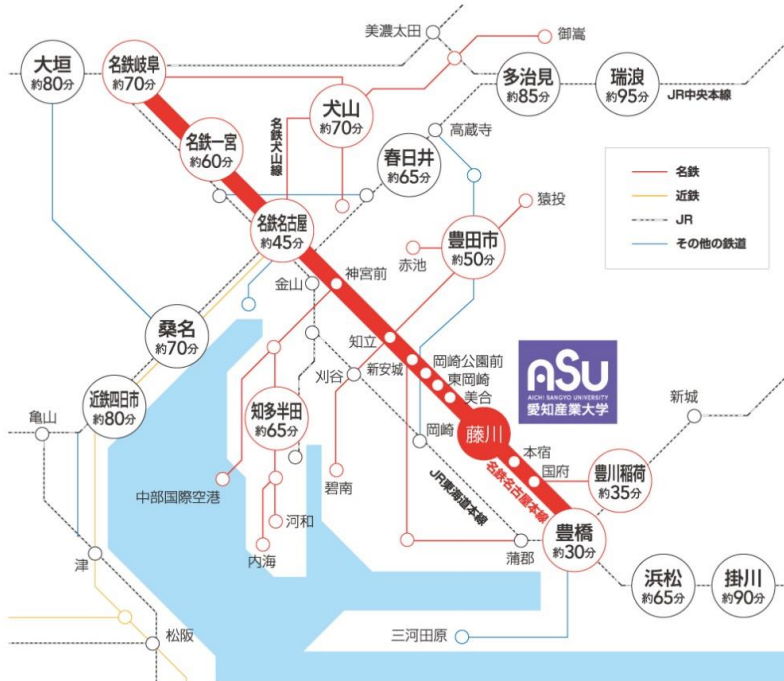 美濃太田
御嵩
大垣
約80分
名鉄岐阜
約70分
犬山
約70分
多治見
約85分
瑞浪
約95分
JR中央本線
名鉄一宮
約60分
名鉄犬山線
高蔵寺
春日井
約65分
名鉄
近鉄
JR
その他の鉄道
猿投
名鉄名古屋
約45分
豊田市
約50分
赤池
金山
神宮前
桑名
約70分
知立
新安城
岡崎公園前
東岡崎
美合
刈谷
ASU
AICHI SANGYO UNIVERSITY
愛知産業大学
近鉄四日市
約80分
亀山
知多半田
約65分
岡崎
藤川
新城
本宿
国府
豊川稲荷
約35分
名鉄名古屋本線
JR東海道本線
中部国際空港
碧南
河和
内海
豊橋
約30分
蒲郡
津
浜松
約65分
掛川
約90分
三河田原
松阪